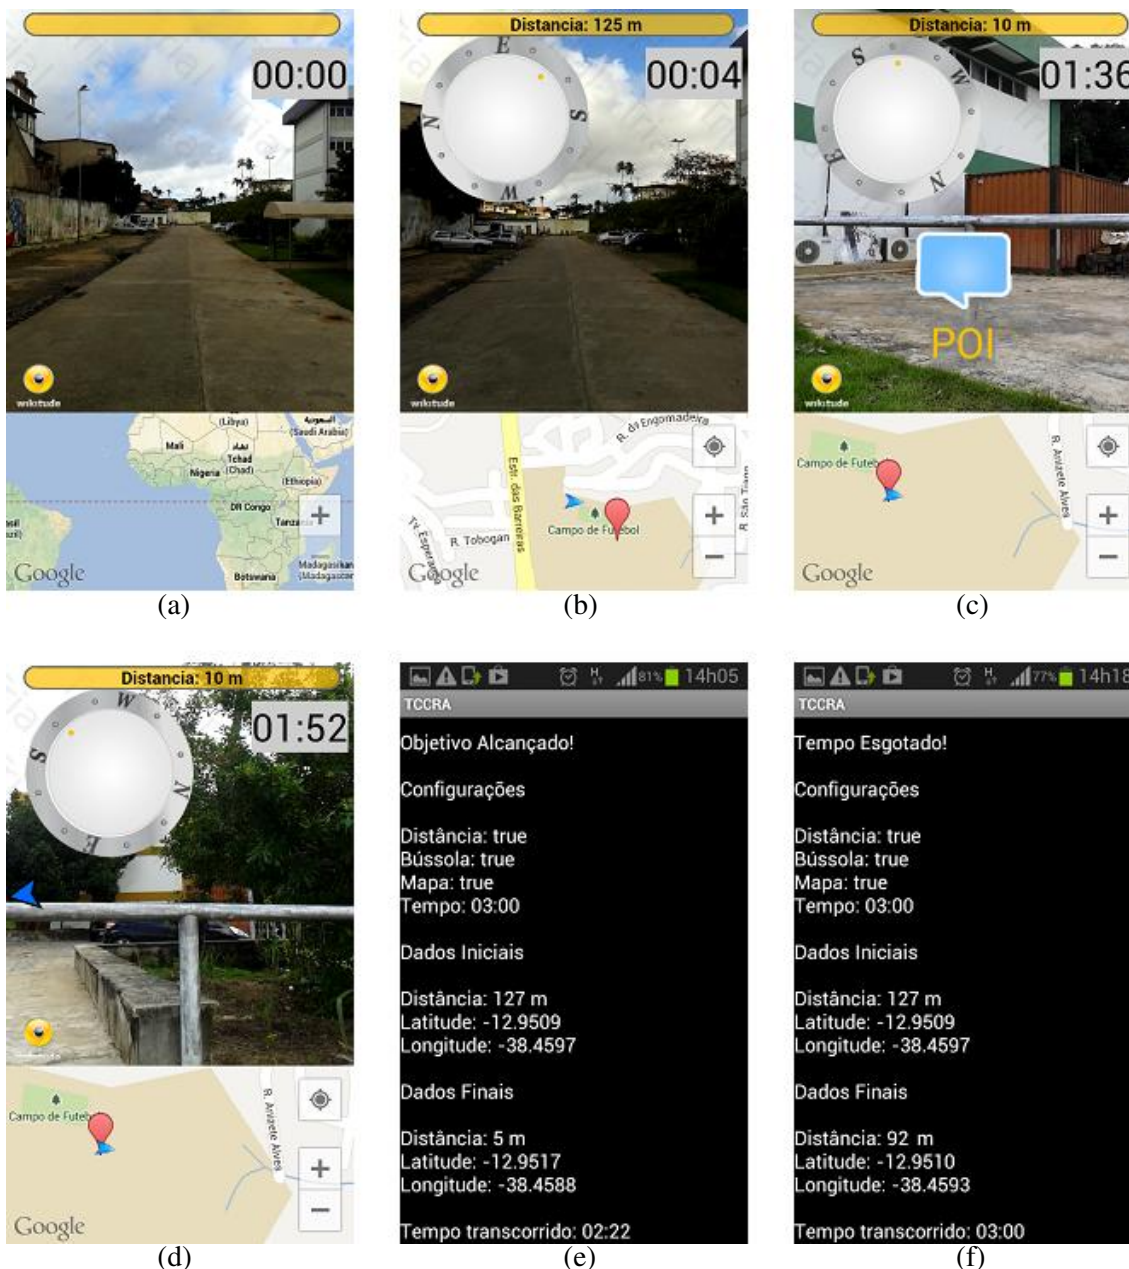 00:00
wikitude
(Libya)
(Saudi Arabia)
Mali
Tchad
(Chad)
Nigeria
(Ethiopia)
DR Congo
Botswana
Madagasikara
(Madagascar
Google
+
(a)
Distancia: 125 m
00:04
E
N
S
W
wikitude
R. da Engomadeira
Estr. das Barreiras
Campo de Futebol
R. Tobogan
Tv. Esperan
Google
+
−
(b)
Distancia: 10 m
01:36
S
W
E
N
POI
wikitude
Campo de Futeb
R. Anizete Alves
Google
+
−
(c)
Distancia: 10 m
01:52
W
S
N
E
Campo de Futeb
R. Anizete Alves
Google
+
−
(d)
H 81% 14h05
TCCRA
Objetivo Alcançado!
Configurações
Distância: true
Bússola: true
Mapa: true
Tempo: 03:00
Dados Iniciais
Distância: 127 m
Latitude: -12.9509
Longitude: -38.4597
Dados Finais
Distância: 5 m
Latitude: -12.9517
Longitude: -38.4588
Tempo transcorrido: 02:22
(e)
H 77% 14h18
TCCRA
Tempo Esgotado!
Configurações
Distância: true
Bússola: true
Mapa: true
Tempo: 03:00
Dados Iniciais
Distância: 127 m
Latitude: -12.9509
Longitude: -38.4597
Dados Finais
Distância: 92 m
Latitude: -12.9510
Longitude: -38.4593
Tempo transcorrido: 03:00
(f)